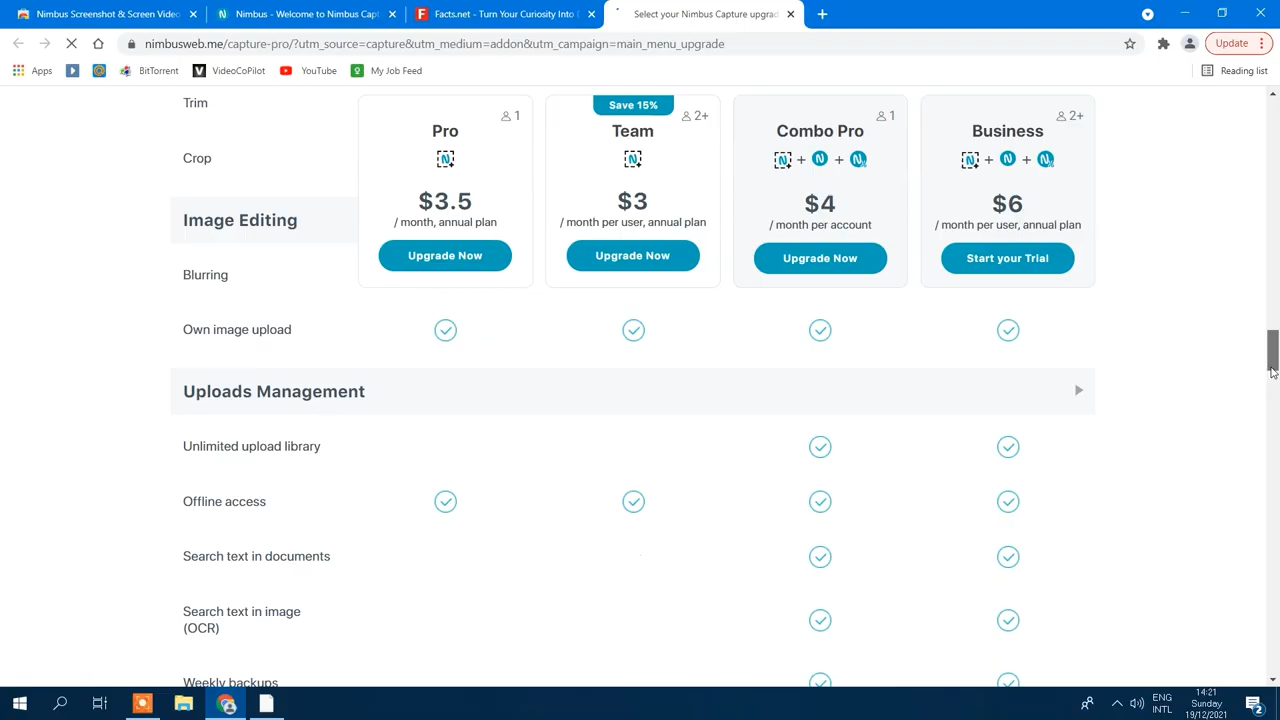 Nimbus Screenshot & Screen Video
Nimbus - Welcome to Nimbus Capt
Facts.net - Turn Your Curiosity Into
Select your Nimbus Capture upgrad
nimbusweb.me/capture-pro/?utm_source=capture&utm_medium=addon&utm_campaign=main_menu_upgrade
Update
Apps
BitTorrent
VideoCoPilot
YouTube
My Job Feed
Reading list
Trim
Crop
Image Editing
Blurring
1
Pro
$3.5
/ month, annual plan
Upgrade Now
Save 15%
2+
Team
$3
/ month per user, annual plan
Upgrade Now
1
Combo Pro
+ +
$4
/ month per account
Upgrade Now
2+
Business
+ +
$6
/ month per user, annual plan
Start your Trial
Own image upload
Uploads Management
Unlimited upload library
Offline access
Search text in documents
Search text in image
(OCR)
Weekly backups
ENG
INTL
14:21
Sunday
19/12/2021
2